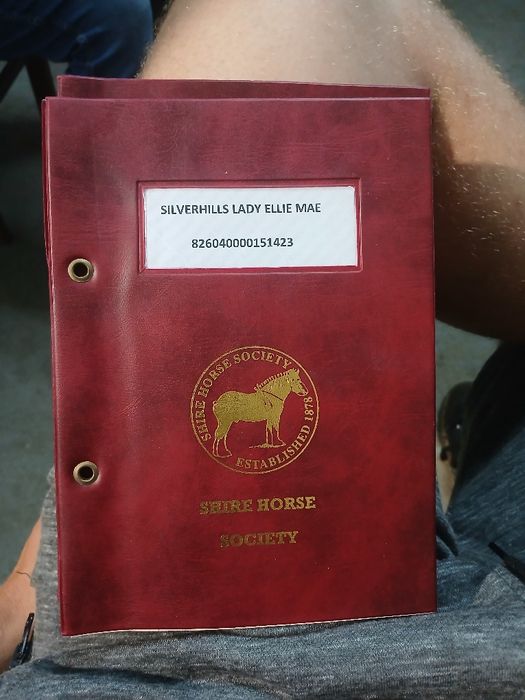 SILVERHILLS LADY ELLIE MAE
826040000151423
SHIRE HORSE SOCIETY
ESTABLISHED 1878
SHIRE HORSE
SOCIETY